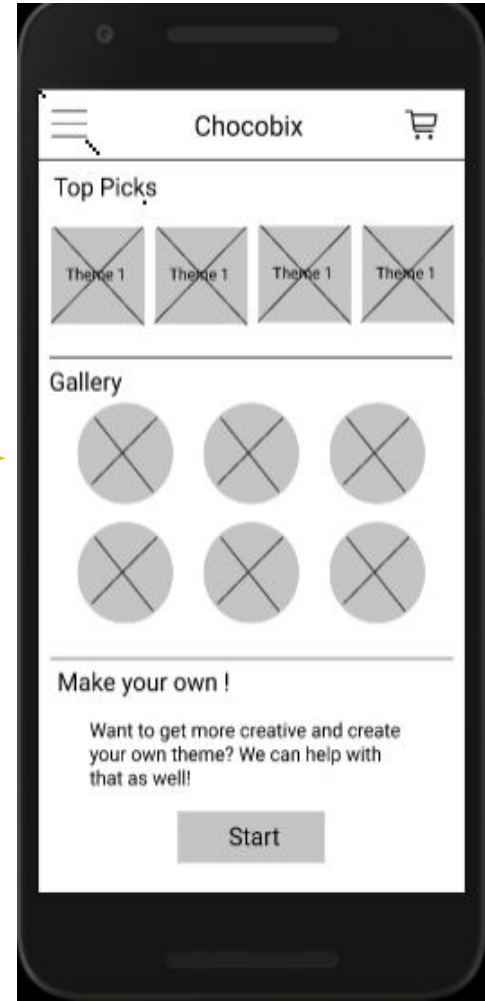 Chocobix
Top Picks
Theme 1 Theme 1 Theme 1 Theme 1
Gallery
Make your own !
Want to get more creative and create
your own theme? We can help with
that as well!
Start